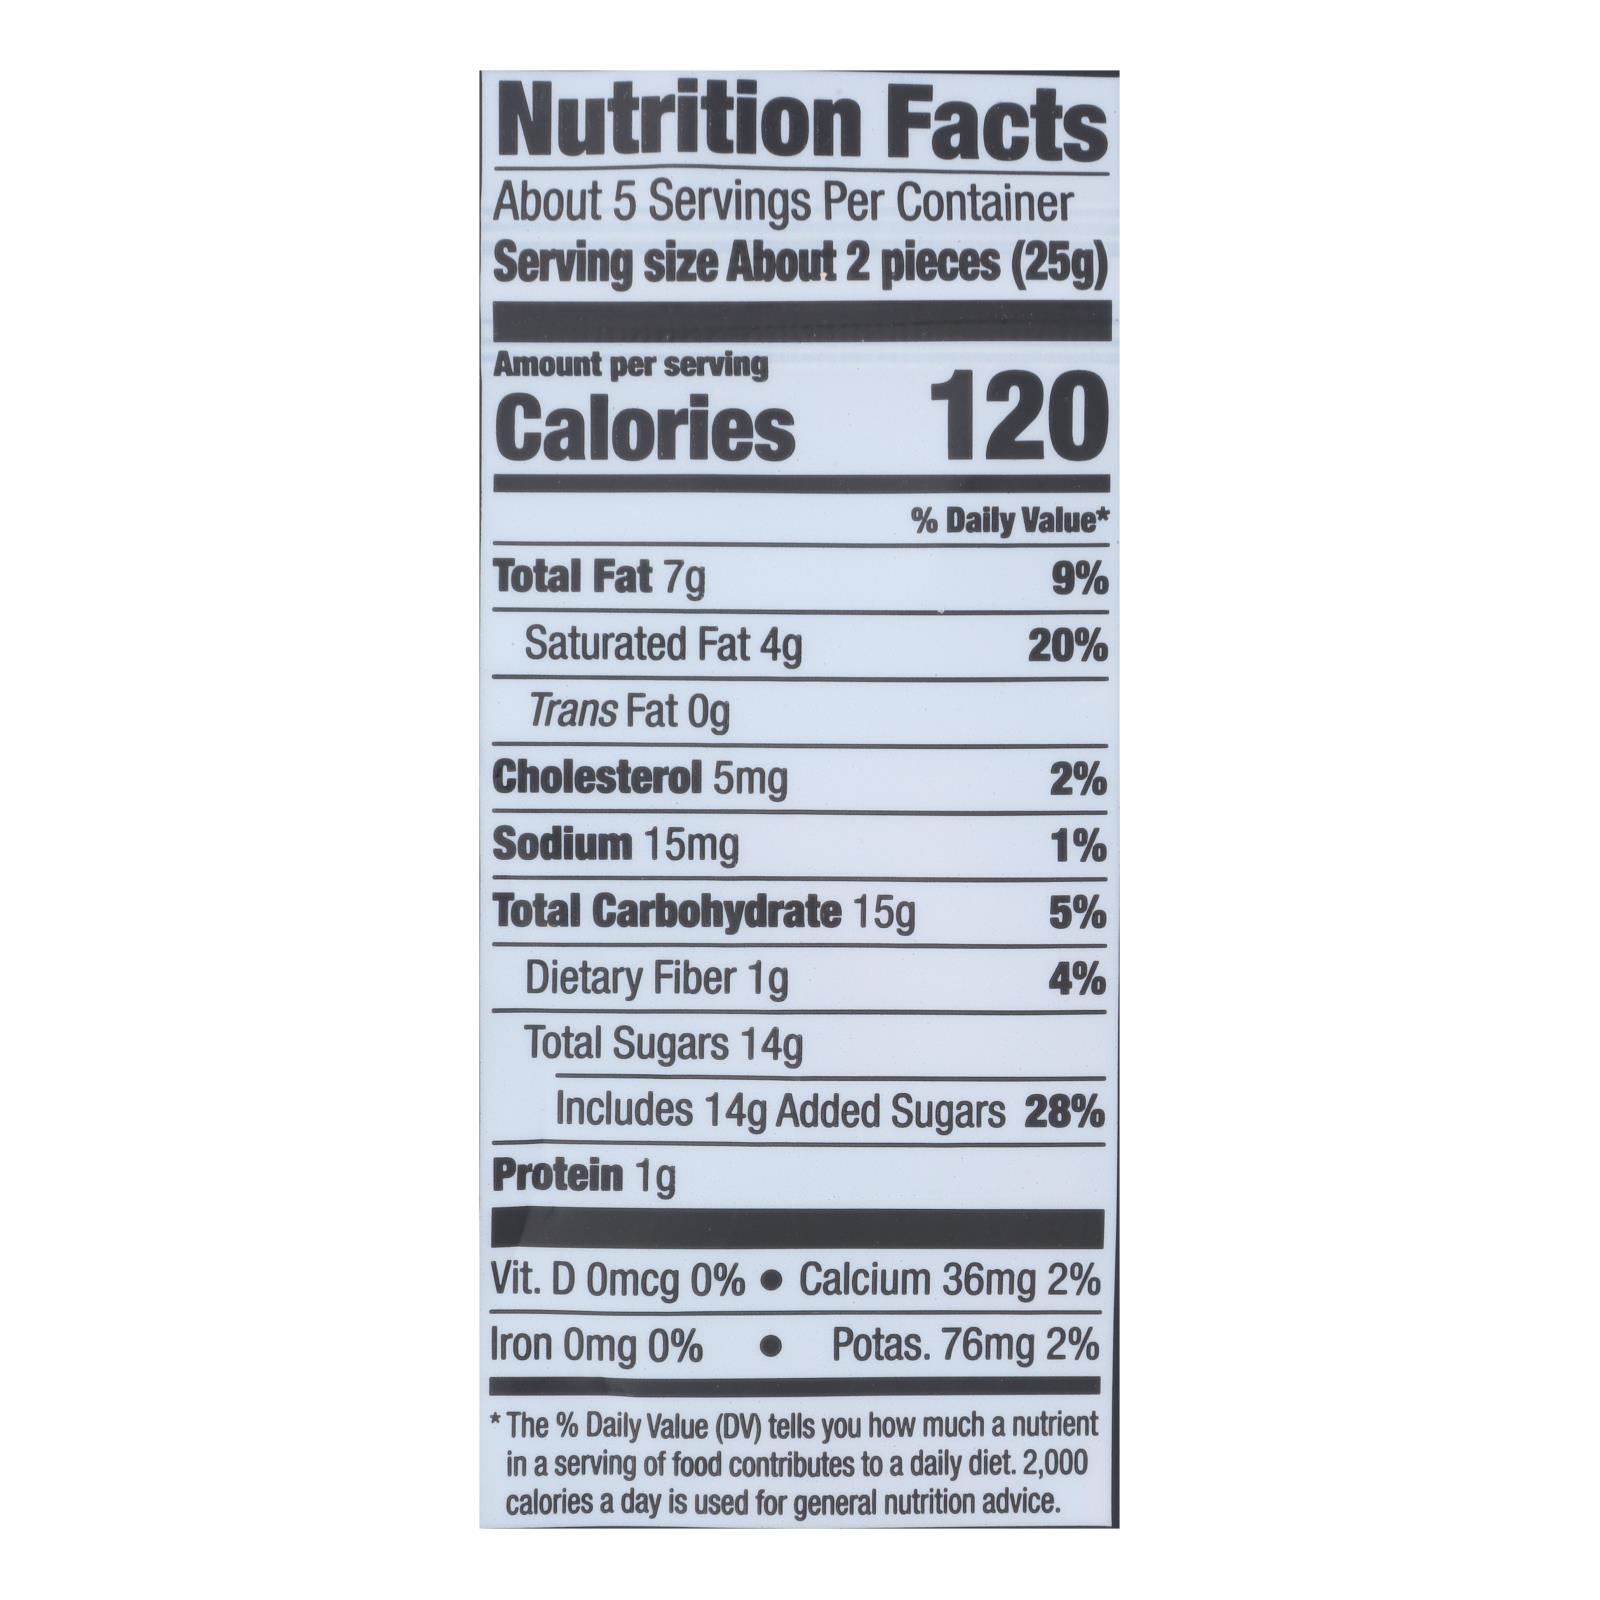 Nutrition Facts
About 5 Servings Per Container
Serving size About 2 pieces (25g)
Amount per serving
Calories 120
% Daily Value*
Total Fat 7g 9%
Saturated Fat 4g 20%
Trans Fat 0g
Cholesterol 5mg 2%
Sodium 15mg 1%
Total Carbohydrate 15g 5%
Dietary Fiber 1g 4%
Total Sugars 14g
Includes 14g Added Sugars 28%
Protein 1g
Vit. D 0mcg 0% ● Calcium 36mg 2%
Iron 0mg 0% ● Potas. 76mg 2%
* The % Daily Value (DV) tells you how much a nutrient
in a serving of food contributes to a daily diet. 2,000
calories a day is used for general nutrition advice.